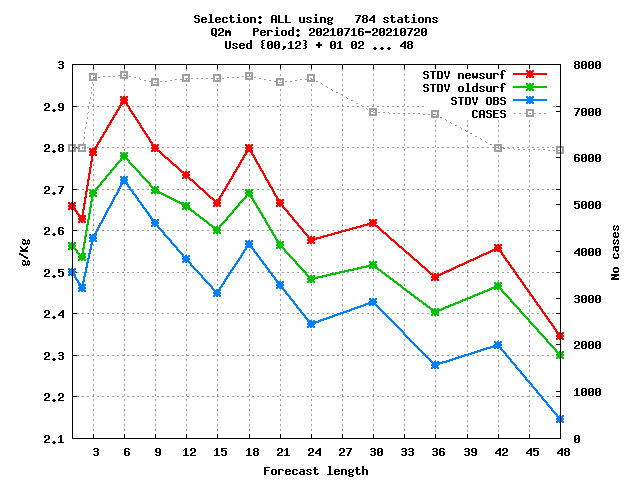 Selection: ALL using   784 stations
Q2m   Period: 20210716-20210720
Used {00,12} + 01 02 ... 48
STDV newsurf
STDV oldsurf
STDV OBS
CASES
3
2.9
2.8
2.7
2.6
2.5
2.4
2.3
2.2
2.1
g/Kg
8000
7000
6000
5000
4000
3000
2000
1000
0
No cases
3 6 9 12 15 18 21 24 27 30 33 36 39 42 45 48
Forecast length